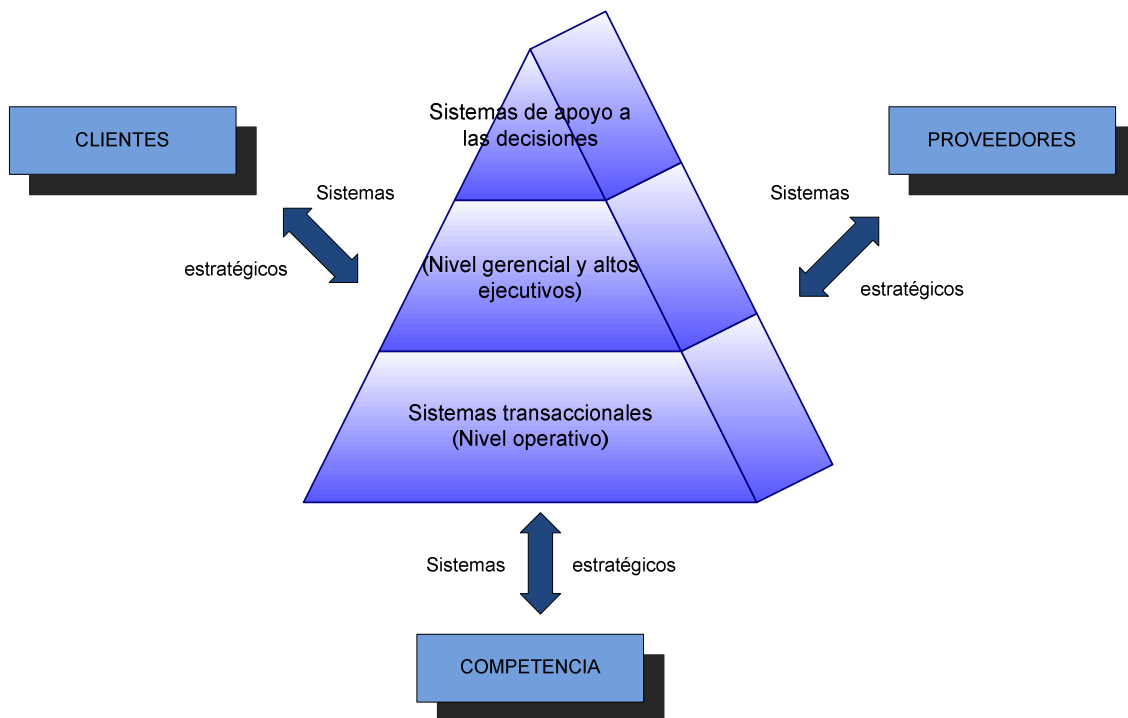 Sistemas de apoyo a
las decisiones
CLIENTES
PROVEEDORES
Sistemas
estratégicos
Sistemas
estratégicos
(Nivel gerencial y altos
ejecutivos)
Sistemas transaccionales
(Nivel operativo)
Sistemas estratégicos
COMPETENCIA